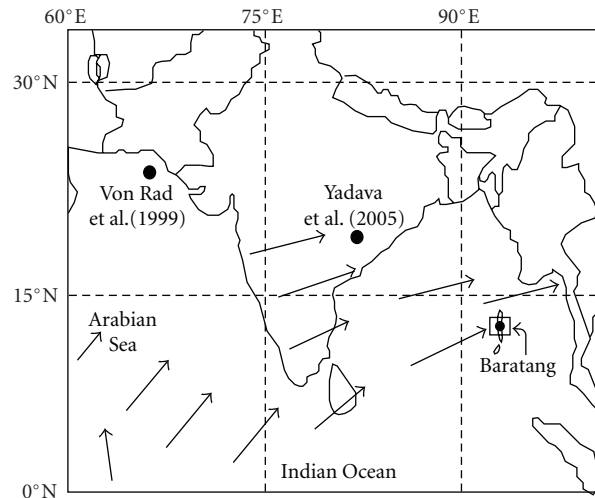 60°E
75°E
90°E
30°N
Von Rad
et al.(1999)
Yadava
et al. (2005)
15°N
Arabian
Sea
Baratang
Indian Ocean
0°N